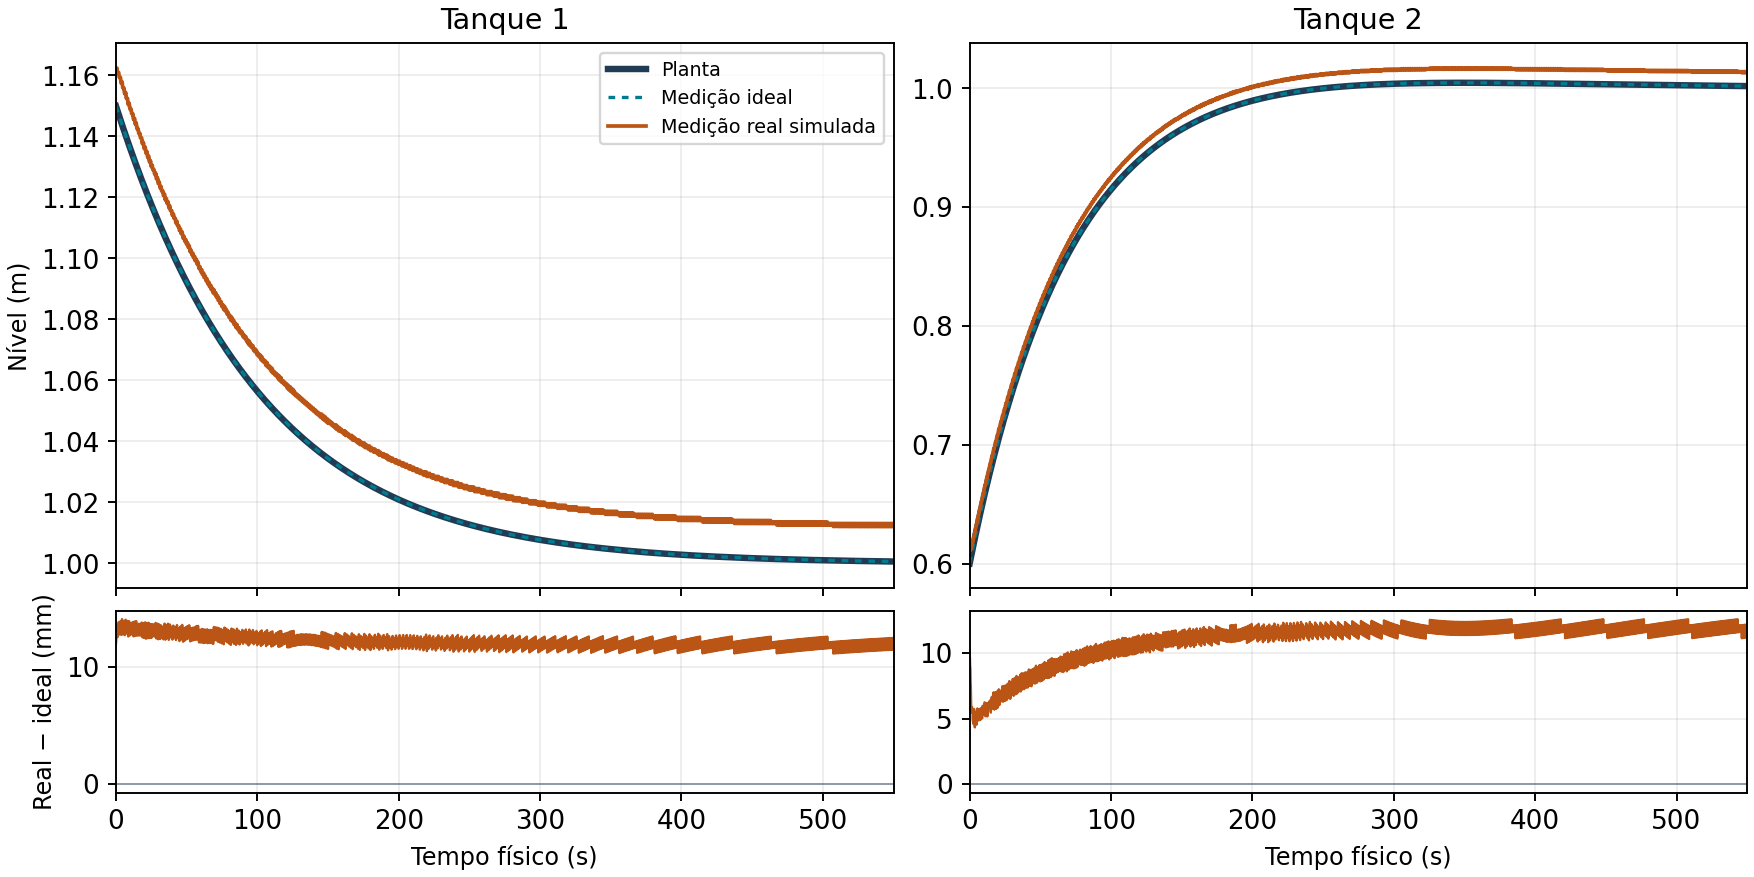 Tanque 1
Tanque 2
Planta
Medição ideal
Medição real simulada
Nível (m)
1.16
1.14
1.12
1.10
1.08
1.06
1.04
1.02
1.00
1.0
0.9
0.8
0.7
0.6
Real − ideal (mm)
10
0
10
5
0
0 100 200 300 400 500
0 100 200 300 400 500
Tempo físico (s)
Tempo físico (s)